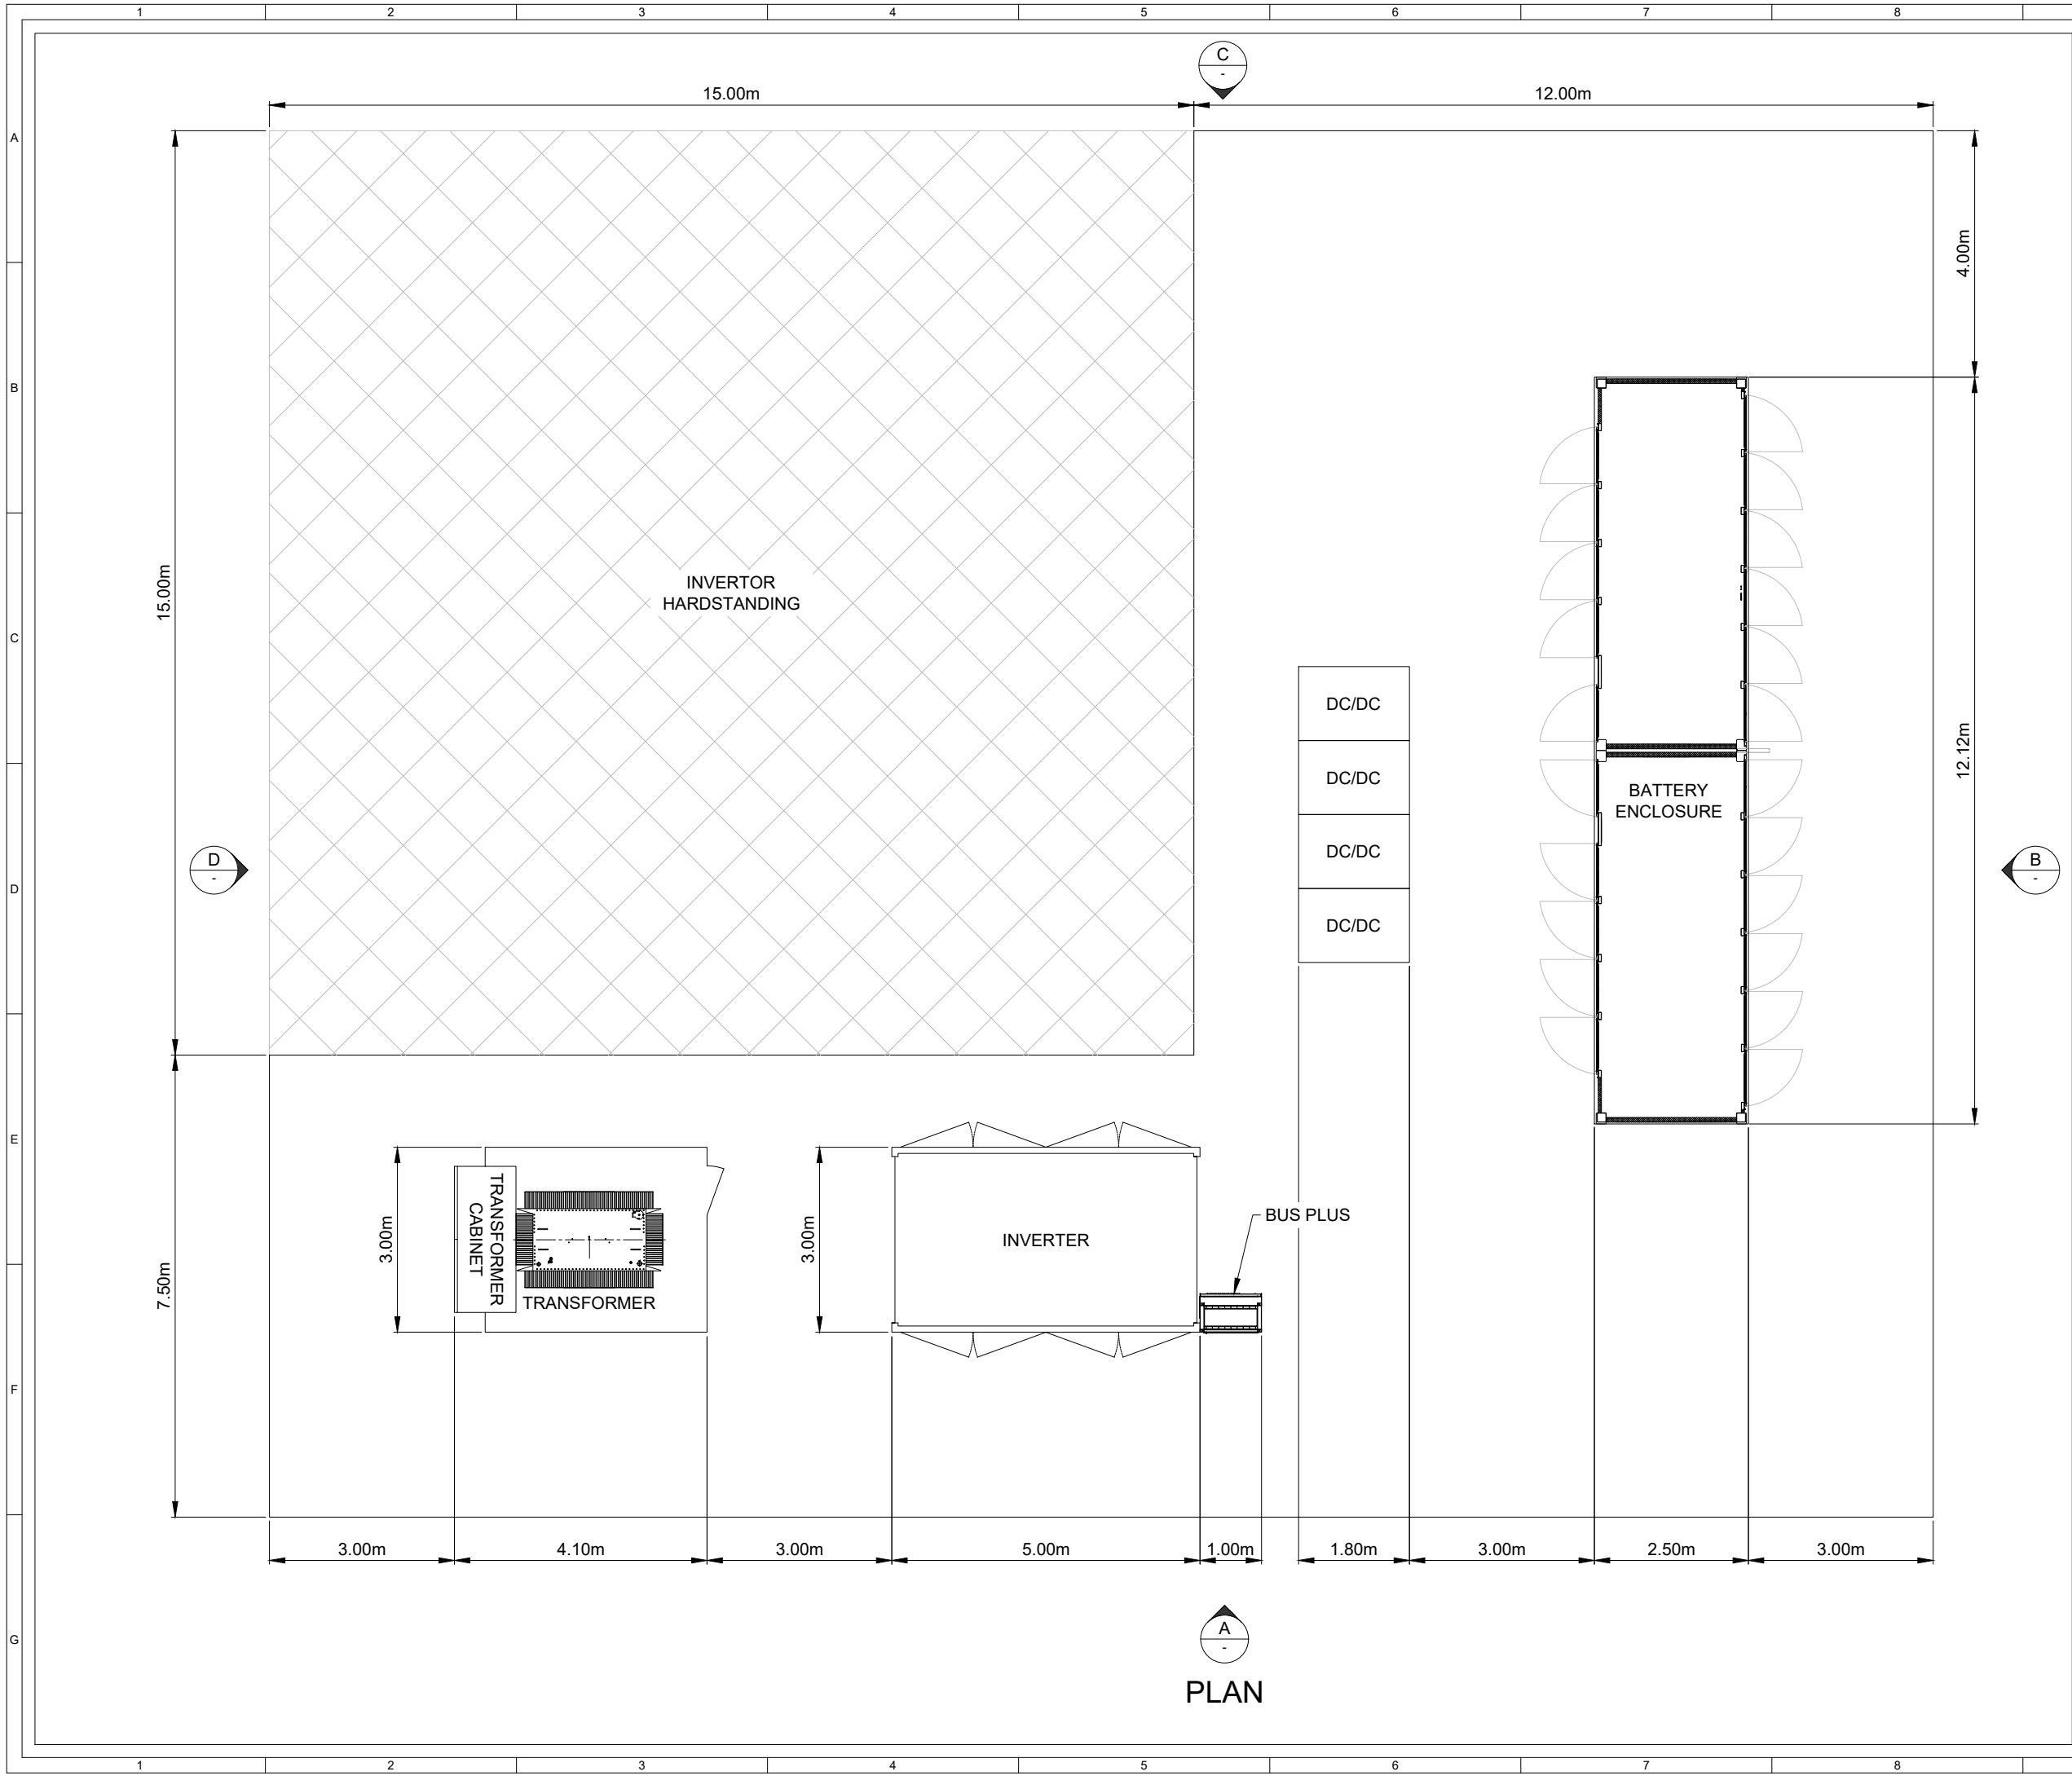 1 2 3 4 5 6 7 8
C
-
15.00m 12.00m
A
4.00m
B
INVERTOR
HARDSTANDING
15.00m
C
DC/DC
DC/DC
DC/DC
DC/DC
BATTERY
ENCLOSURE
12.12m
D
-
B
-
D
E
TRANSFORMER
CABINET
TRANSFORMER
3.00m
3.00m
INVERTER
BUS PLUS
7.50m
F
3.00m 4.10m 3.00m 5.00m 1.00m 1.80m 3.00m 2.50m 3.00m
A
-
G
PLAN
1 2 3 4 5 6 7 8